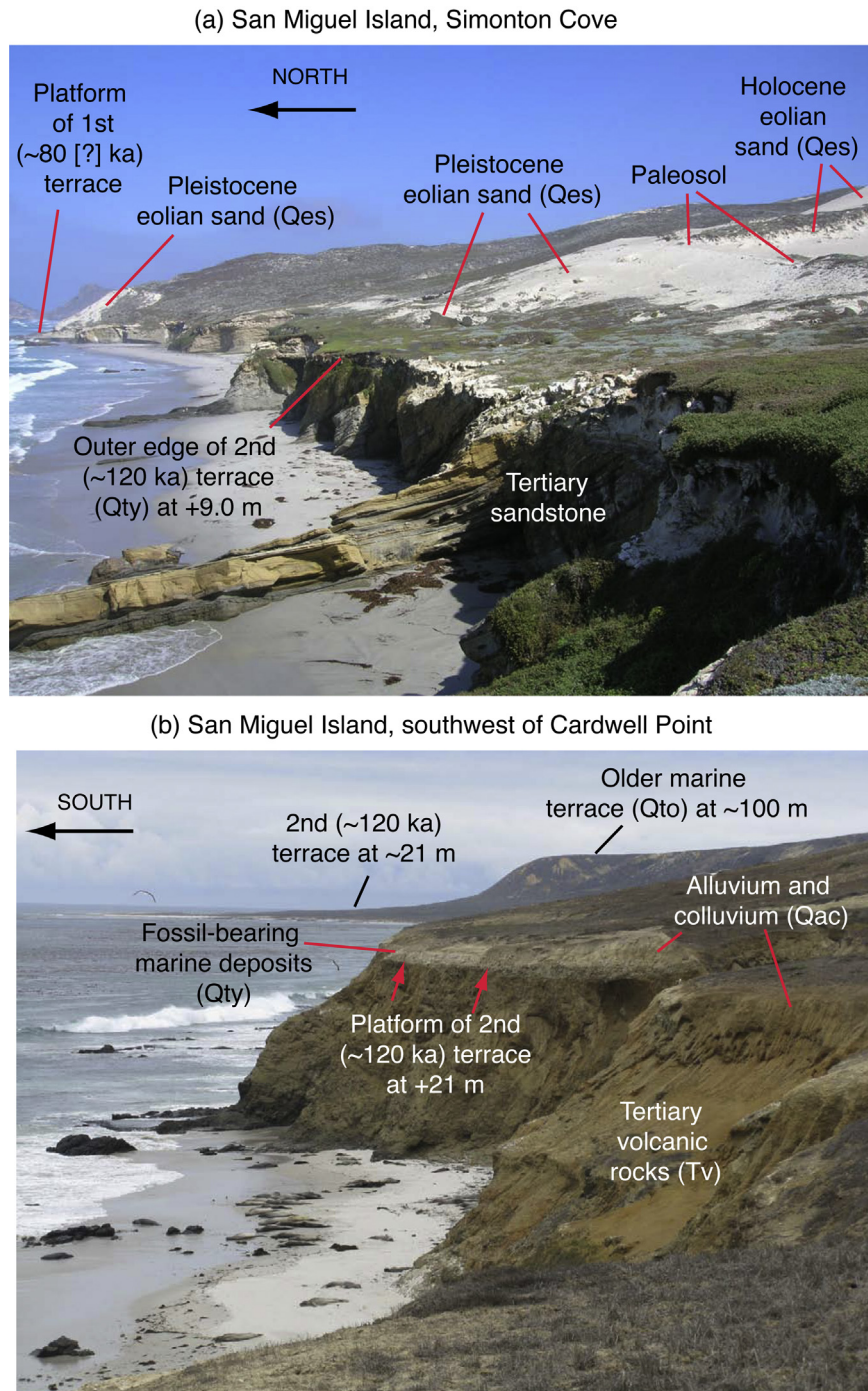 (a) San Miguel Island, Simonton Cove
NORTH
Platform
of 1st
(~80 [?] ka)
terrace
Pleistocene
eolian sand (Qes)
Pleistocene
eolian sand (Qes)
Paleosol
Holocene
eolian
sand (Qes)
Outer edge of 2nd
(~120 ka) terrace
(Qty) at +9.0 m
Tertiary
sandstone
(b) San Miguel Island, southwest of Cardwell Point
SOUTH
2nd (~120 ka)
terrace at ~21 m
Older marine
terrace (Qto) at ~100 m
Fossil-bearing
marine deposits
(Qty)
Alluvium and
colluvium (Qac)
Platform of 2nd
(~120 ka) terrace
at +21 m
Tertiary
volcanic
rocks (Tv)